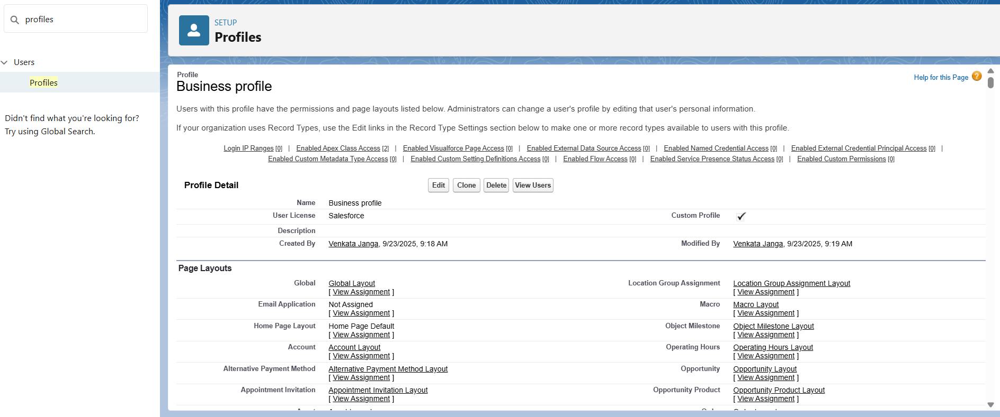 profiles
Users
Profiles
Didn't find what you're looking for?
Try using Global Search.
SETUP
Profiles
Profile
Business profile
Help for this Page ?
Users with this profile have the permissions and page layouts listed below. Administrators can change a user's profile by editing that user's personal information.
If your organization uses Record Types, use the Edit links in the Record Type Settings section below to make one or more record types available to users with this profile.
Login IP Ranges [0] | Enabled Apex Class Access [2] | Enabled Visualforce Page Access [0] | Enabled External Data Source Access [0] | Enabled Named Credential Access [0] | Enabled External Credential Principal Access [0] |
Enabled Custom Metadata Type Access [0] | Enabled Custom Setting Definitions Access [0] | Enabled Flow Access [0] | Enabled Service Presence Status Access [0] | Enabled Custom Permissions [0]
Profile Detail Edit Clone Delete View Users
Name Business profile
User License Salesforce Custom Profile
Description
Created By Venkata Janga, 9/23/2025, 9:18 AM Modified By Venkata Janga, 9/23/2025, 9:19 AM
Page Layouts
Global Global Layout Location Group Assignment Location Group Assignment Layout
[ View Assignment ] [ View Assignment ]
Email Application Not Assigned Macro Macro Layout
[ View Assignment ] [ View Assignment ]
Home Page Layout Home Page Default Object Milestone Object Milestone Layout
[ View Assignment ] [ View Assignment ]
Account Account Layout Operating Hours Operating Hours Layout
[ View Assignment ] [ View Assignment ]
Alternative Payment Method Alternative Payment Method Layout Opportunity Opportunity Layout
[ View Assignment ] [ View Assignment ]
Appointment Invitation Appointment Invitation Layout Opportunity Product Opportunity Product Layout
[ View Assignment ] [ View Assignment ]